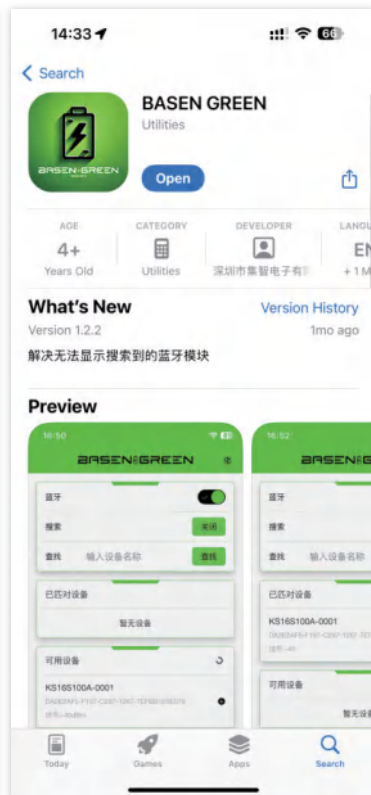 14:33
66
Search
BASEN GREEN
BASEN GREEN
Utilities
Open
AGE
CATEGORY
DEVELOPER
4+
EN
Years Old
Utilities
深圳市集智电子有
+ 1 M
What's New
Version History
Version 1.2.2
1mo ago
解决无法显示搜索到的蓝牙模块
Preview
16:50
BASEN GREEN
蓝牙
搜索
关闭
查找
输入设备名称
查找
已匹对设备
暂无设备
可用设备
KS16S100A-0001
16:52
BASEN G
蓝牙
搜索
查找
输入设备名称
已匹对设备
KS16S100A-0001
可用设备
暂无设备
Today
Games
Apps
Search